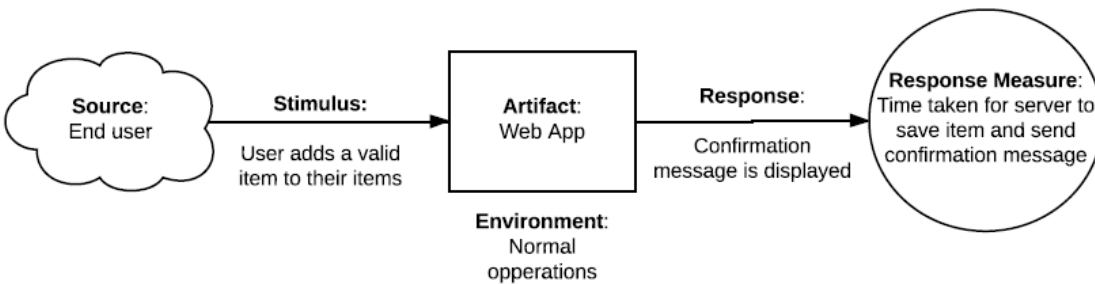 Source:
End user
Stimulus:
User adds a valid
item to their items
Artifact:
Web App
Environment:
Normal
opperations
Response:
Confirmation
message is displayed
Response Measure:
Time taken for server to
save item and send
confirmation message